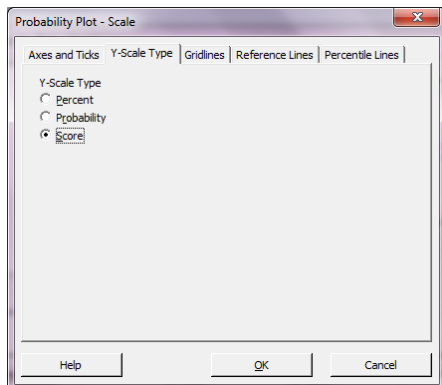 Probability Plot - Scale
Axes and Ticks Y-Scale Type Gridlines Reference Lines Percentile Lines
Y-Scale Type
Percent
Probability
Score
Help OK Cancel